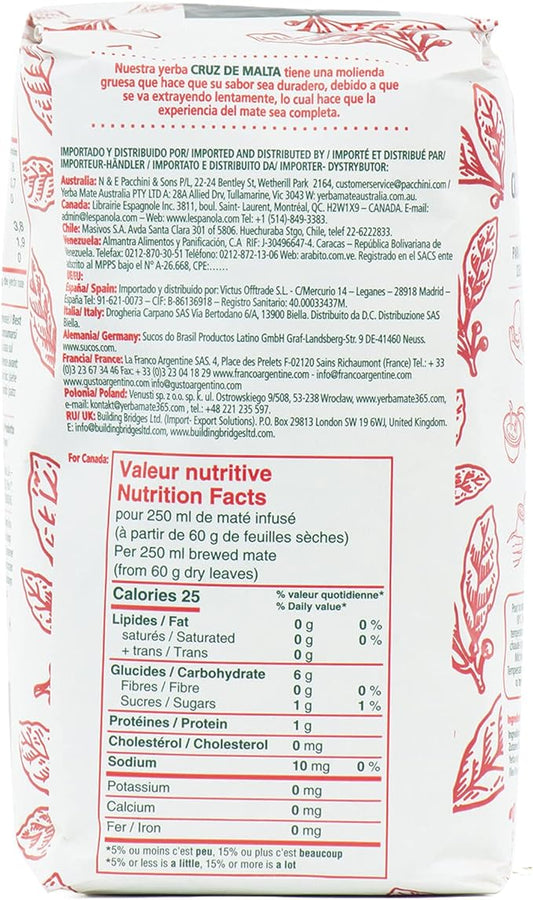 Nuestra yerba CRUZ DE MALTA tiene una molienda
gruesa que hace que su sabor sea duradero, debido a que
se va extrayendo lentamente, lo cual hace que la
experiencia del mate sea completa.
IMPORTADO Y DISTRIBUIDO POR/ IMPORTED AND DISTRIBUTED BY / IMPORTÉ ET DISTRIBUÉ PAR/
IMPORTEUR-HÄNDLER / IMPORTATO E DISTRIBUITO DA/ IMPORTER- DYSTRYBUTOR:
Australia: N & E Pacchini & Sons P/L, 22-24 Bentley St, Wetherill Park 2164, customerservice@pacchini.com /
Yerba Mate Australia PTY LTD A: 28A Allied Drv, Tullamarine, Vic 3043 W: yerbamateaustralia.com.au.
Canada: Librairie Espagnole Inc. 3811, boul. Saint- Laurent, Montréal, QC. H2W1X9 – CANADA. E-mail:
admin@lespanola.com – Web: www.lespanola.com Tel: +1 (514)-849-3383.
Chile: Masivos S.A. Avda Santa Clara 301 of 5806. Huechuraba Stgo, Chile, telef 22-6222833.
Venezuela: Almantra Alimentos y Panificación, C.A RIF: J-30496647-4. Caracas – República Bolivariana de
Venezuela. Telefax: 0212-870-30-51 Teléfono: 0212-872-13-06 Web: arabito.com.ve. Registrado en el SACS ente
adscrito al MPPS bajo el N° A-26.668, CPE:......
UE/EU:
España/ Spain: Importado y distribuido por: Victus Offtrade S.L. - C/Mercurio 14 – Leganes – 28918 Madrid –
España Tel: 91-621-0073 – CIF: B-86136918 – Registro Sanitario: 40.00033437M.
Italia/ Italy: Drogheria Carpano SAS Via Bertodano 6/A, 13900 Biella. Distribuito da D.C. Distribuzione SAS
Biella.
Alemania/ Germany: Sucos do Brasil Productos Latino GmbH Graf-Landsberg-Str. 9 DE-41460 Neuss.
www.sucos.com.
Francia/ France: La Franco Argentine SAS. 4, Place des Prelets F-02120 Sains Richaumont (France) Tel.: + 33
(0)3 23 67 34 46 Fax: + 33 (0)3 23 04 18 29 www.francoargentine.com - info@francoargentine.com
www.gustoargentino.com info@gustoargentino.com
Polonia/ Poland: Venusti sp. z o.o. sp. k. ul. Ostrowskiego 9/508, 53-238 Wrocław, www.yerbamate365.com,
e-mail: kontakt@yerbamate365.com , tel.: +48 221 235 597.
RU/ UK: Building Bridges Ltd. (Import- Export Solutions). P.O. Box 29813 London SW 19 6WJ, United Kingdom.
E: info@buildingbridgesltd.com, www.buildingbridgesltd.com.
For Canada:
Valeur nutritive
Nutrition Facts
pour 250 ml de maté infusé
(à partir de 60 g de feuilles sèches)
Per 250 ml brewed mate
(from 60 g dry leaves)
Calories 25
% valeur quotidienne*
% Daily value*
Lipides / Fat 0 g 0 %
saturés / Saturated 0 g 0 %
+ trans / Trans 0 g
Glucides / Carbohydrate 6 g
Fibres / Fibre 0 g 0 %
Sucres / Sugars 1 g 1 %
Protéines / Protein 1 g
Cholestérol / Cholesterol 0 mg
Sodium 10 mg 0 %
Potassium 0 mg
Calcium 0 mg
Fer / Iron 0 mg
*5% ou moins c'est peu, 15% ou plus c'est beaucoup
*5% or less is a little, 15% or more is a lot